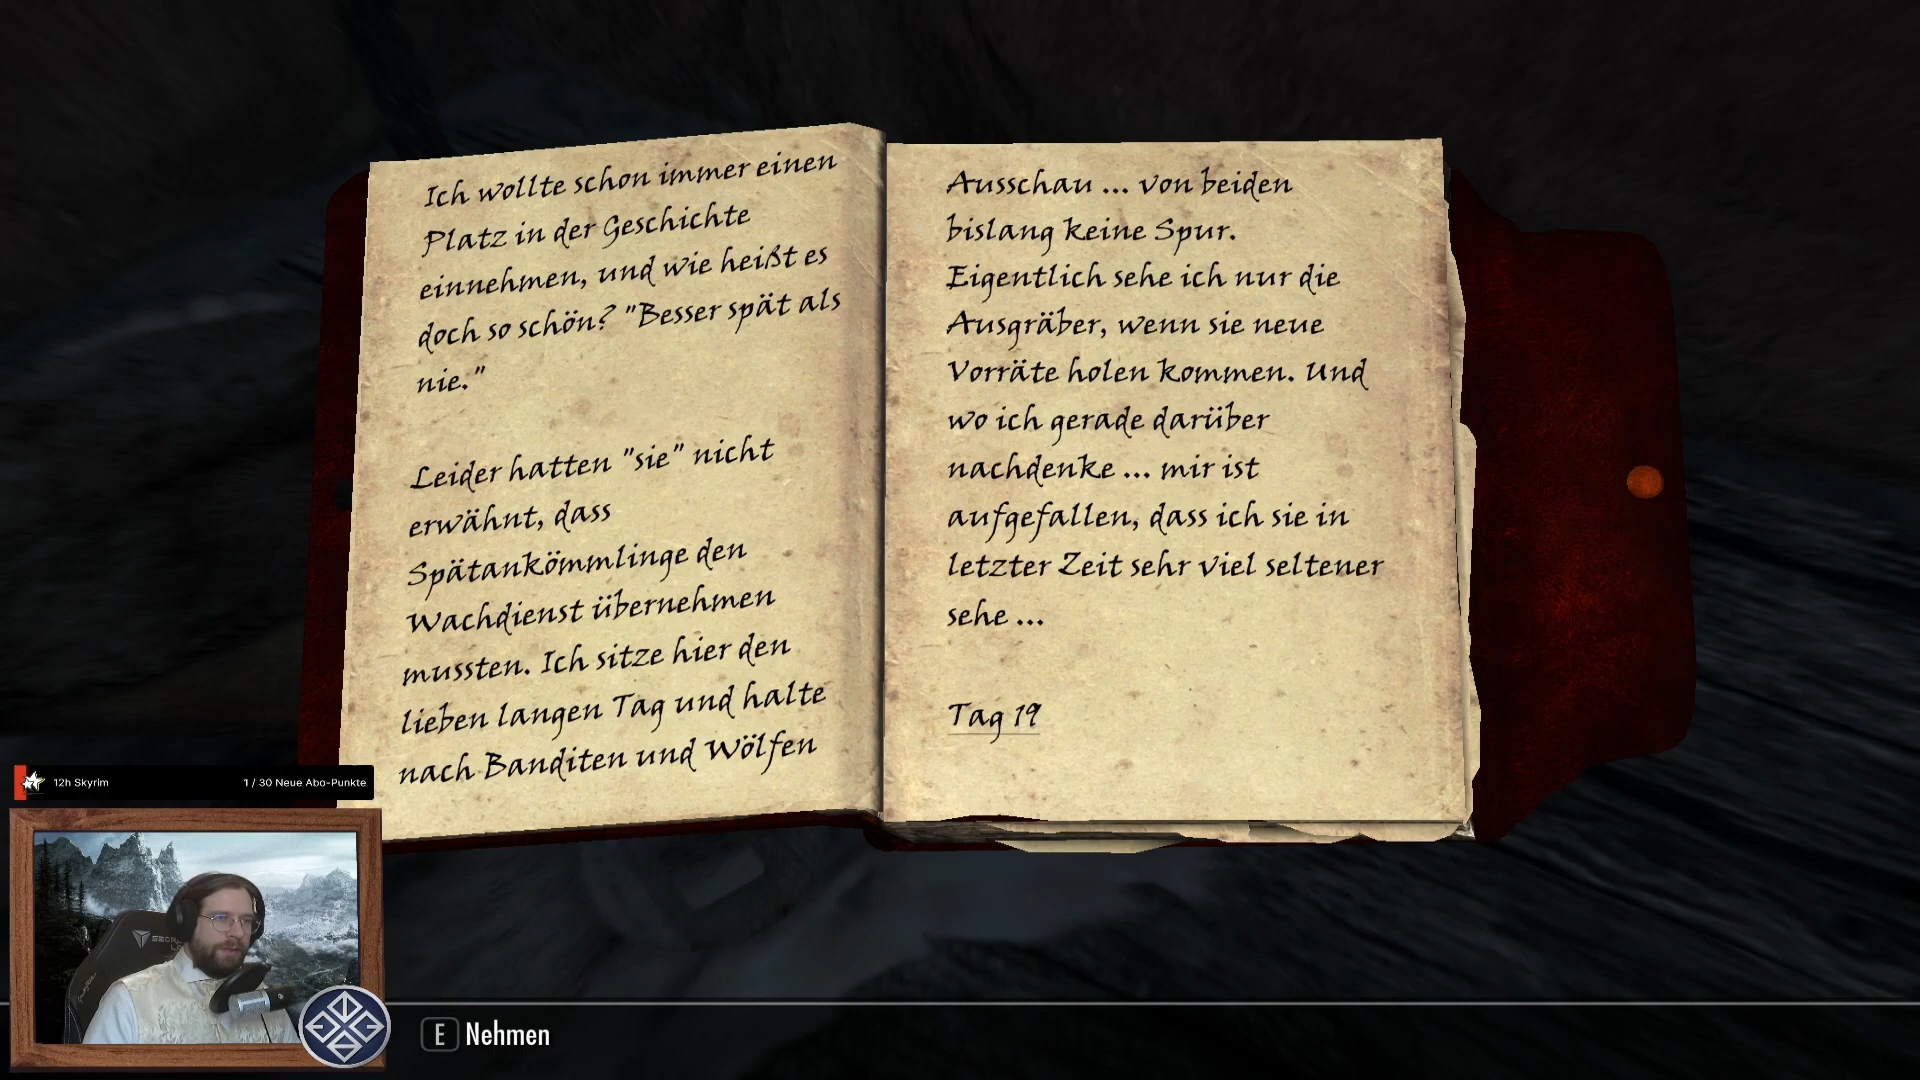 Ich wollte schon immer einen
Platz in der Geschichte
einnehmen, und wie heißt es
doch so schön? "Besser spät als
nie."
Leider hatten "sie" nicht
erwähnt, dass
Spätankömmlinge den
Wachdienst übernehmen
mussten. Ich sitze hier den
lieben langen Tag und halte
nach Banditen und Wölfen
Ausschau ... von beiden
bislang keine Spur.
Eigentlich sehe ich nur die
Ausgräber, wenn sie neue
Vorräte holen kommen. Und
wo ich gerade darüber
nachdenke ... mir ist
aufgefallen, dass ich sie in
letzter Zeit sehr viel seltener
sehe ...
Tag 19
12h Skyrim
1 / 30 Neue Abo-Punkte
E Nehmen